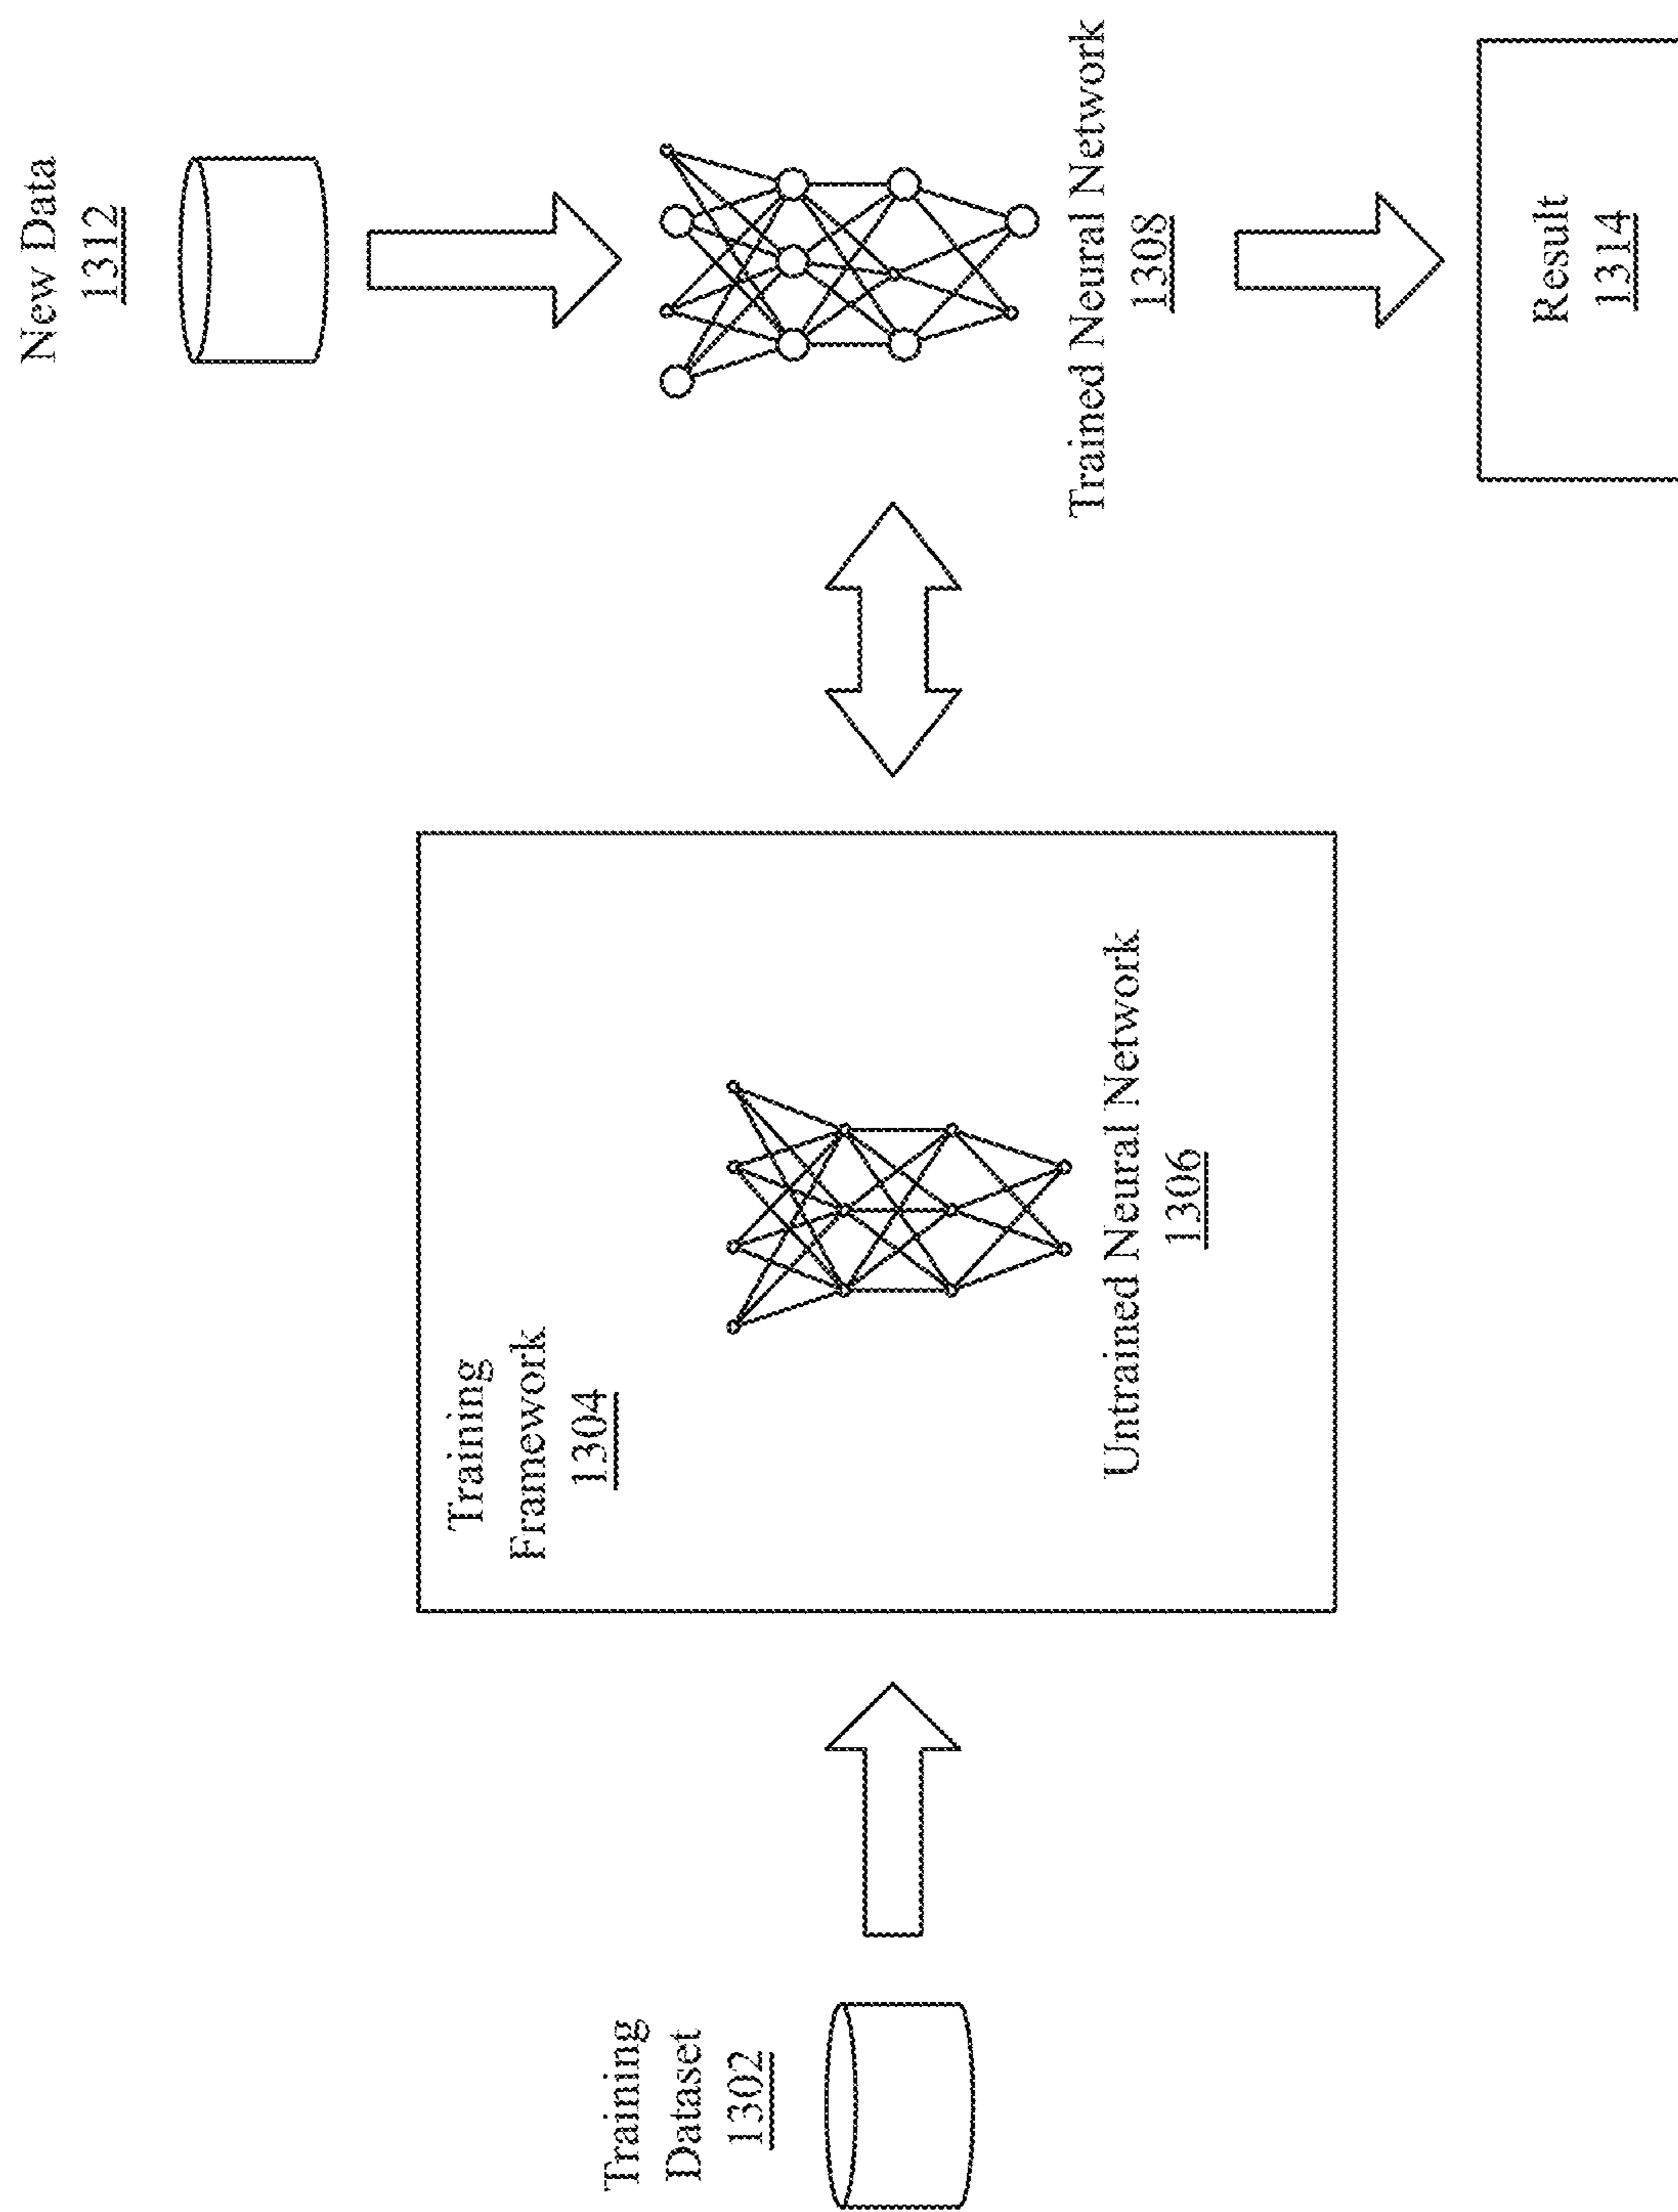 Training
Dataset
1302
Training
Framework
1304
Untrained Neural Network
1306
New Data
1312
Trained Neural Network
1308
Result
1314